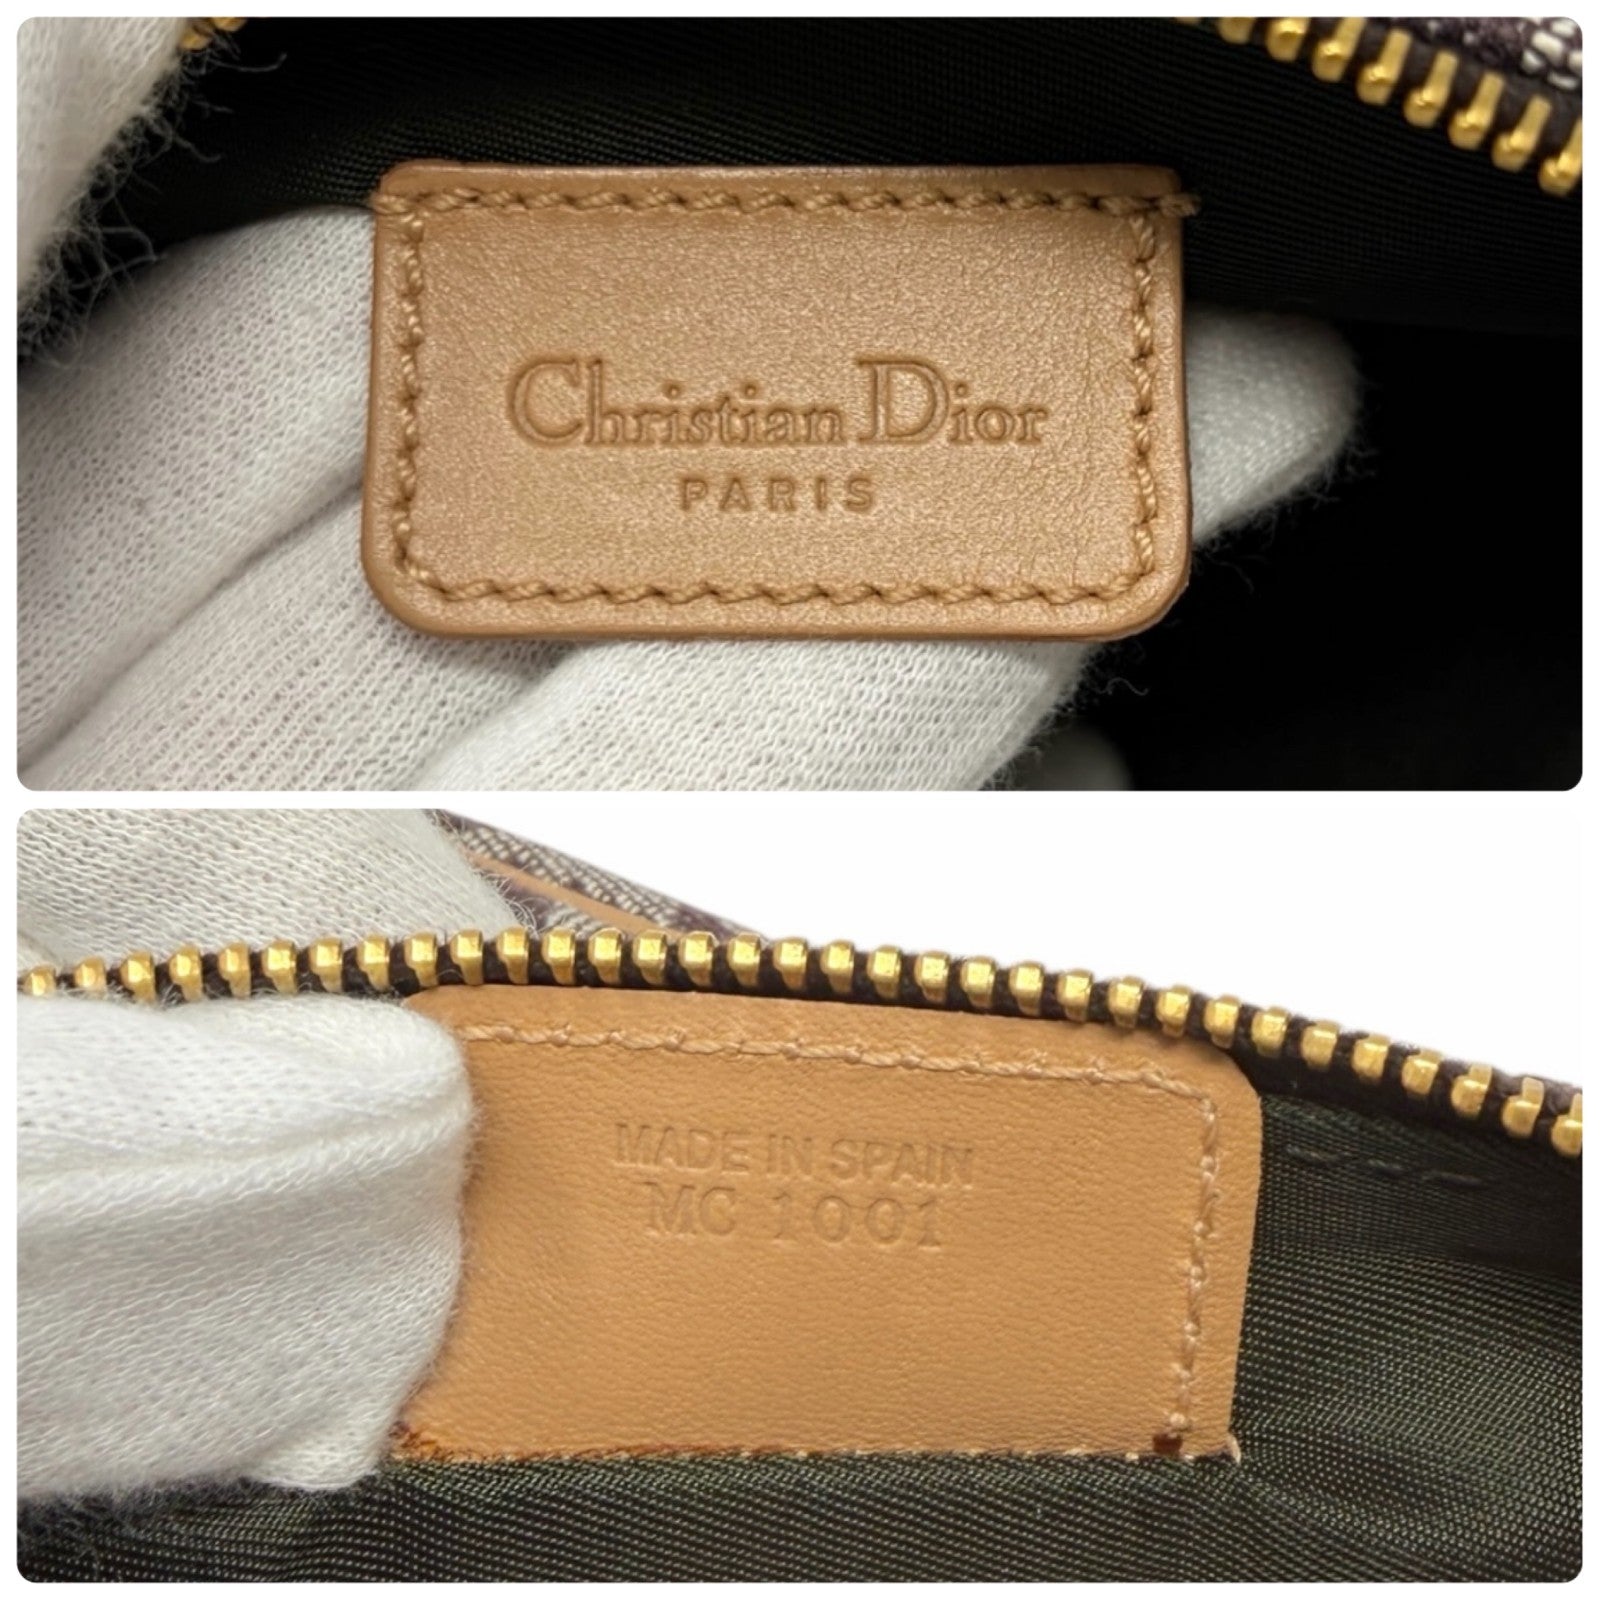 Christian Dior
PARIS
MADE IN SPAIN
MC 1001